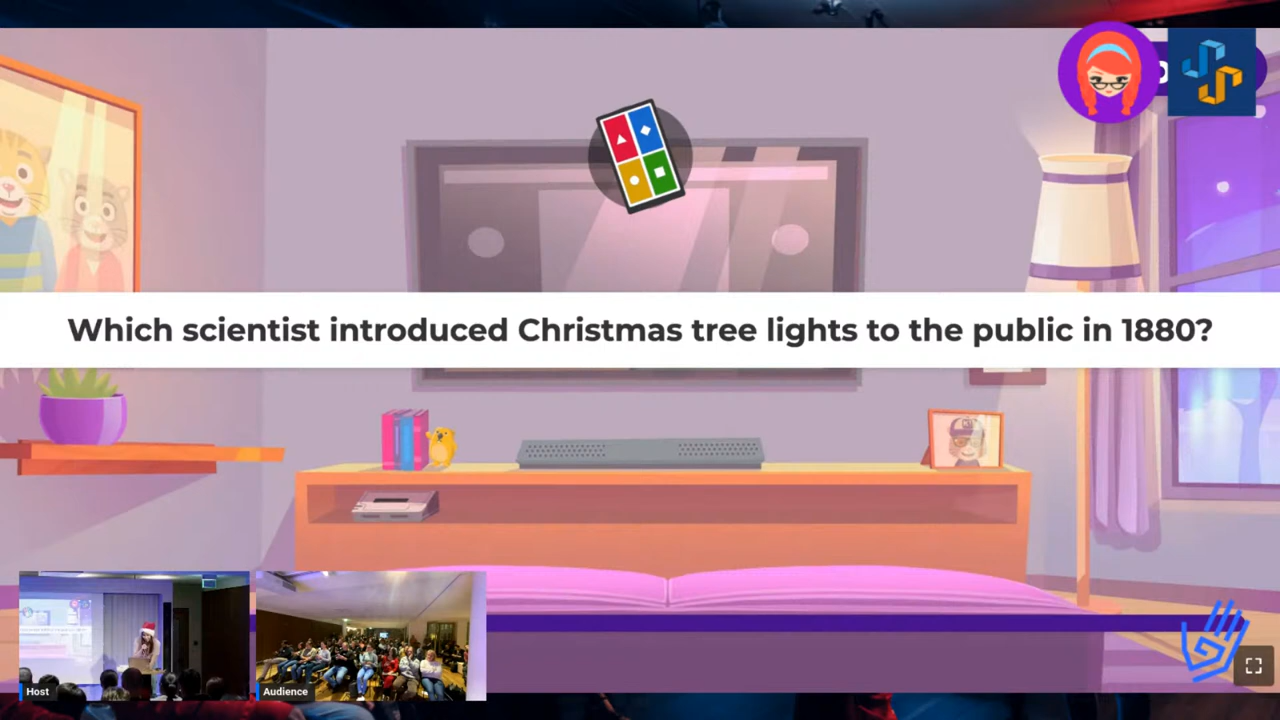 Which scientist introduced Christmas tree lights to the public in 1880?
Host
Audience